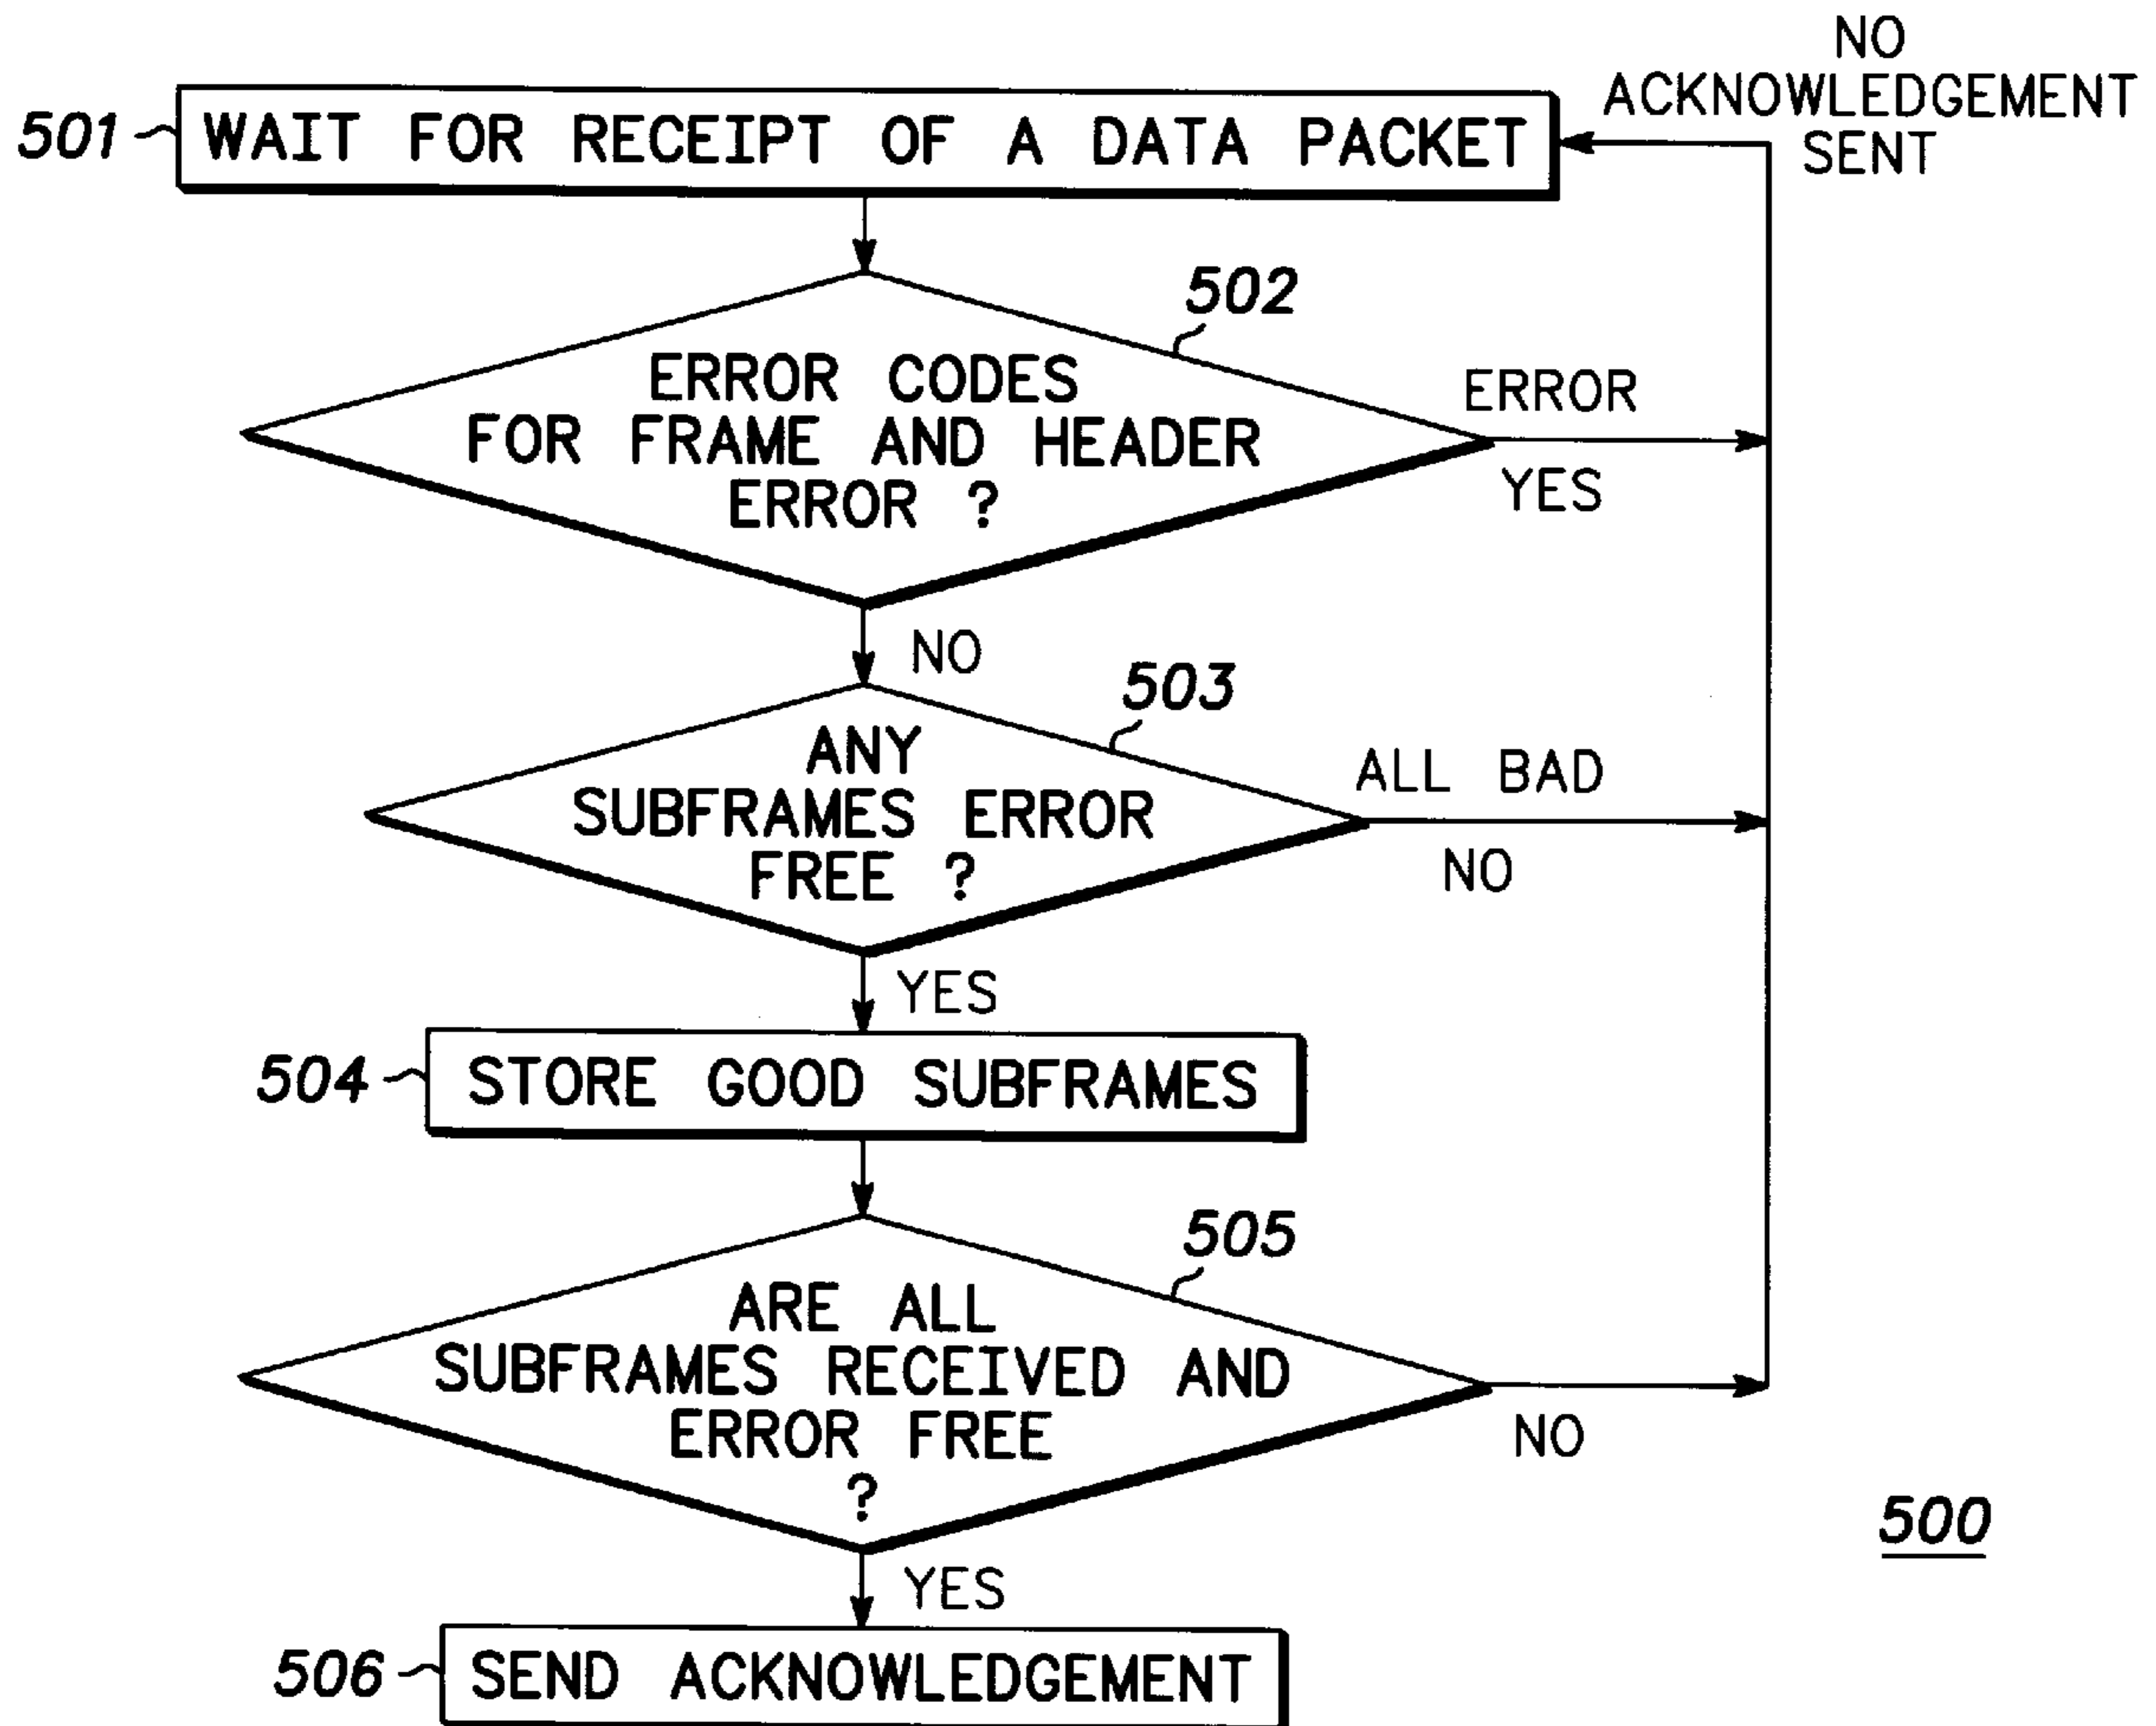 NO
ACKNOWLEDGEMENT
SENT
501
WAIT FOR RECEIPT OF A DATA PACKET
502
ERROR CODES
FOR FRAME AND HEADER
ERROR ?
ERROR
YES
NO
503
ANY
SUBFRAMES ERROR
FREE ?
ALL BAD
NO
YES
504
STORE GOOD SUBFRAMES
505
ARE ALL
SUBFRAMES RECEIVED AND
ERROR FREE
?
NO
500
YES
506
SEND ACKNOWLEDGEMENT